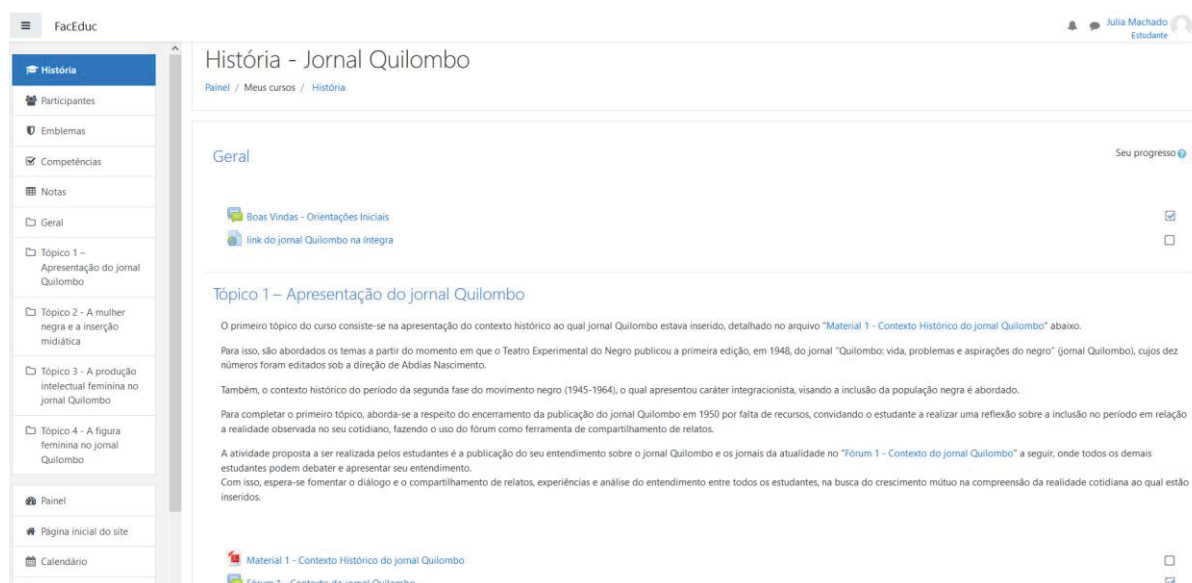 FacEduc
Julia Machado
Estudante
História
Participantes
Emblemas
Competências
Notas
Geral
Tópico 1 –
Apresentação do jornal
Quilombo
Tópico 2 - A mulher
negra e a inserção
midiática
Tópico 3 - A produção
intelectual feminina no
jornal Quilombo
Tópico 4 - A figura
feminina no jornal
Quilombo
Painel
Página inicial do site
Calendário
História - Jornal Quilombo
Painel / Meus cursos / História
Geral
Seu progresso
Boas Vindas - Orientações Iniciais
link do jornal Quilombo na íntegra
Tópico 1 – Apresentação do jornal Quilombo
O primeiro tópico do curso consiste-se na apresentação do contexto histórico ao qual jornal Quilombo estava inserido, detalhado no arquivo "Material 1 - Contexto Histórico do jornal Quilombo" abaixo.
Para isso, são abordados os temas a partir do momento em que o Teatro Experimental do Negro publicou a primeira edição, em 1948, do jornal "Quilombo: vida, problemas e aspirações do negro" (jornal Quilombo), cujos dez
números foram editados sob a direção de Abdias Nascimento.
Também, o contexto histórico do período da segunda fase do movimento negro (1945-1964), o qual apresentou caráter integracionista, visando a inclusão da população negra é abordado.
Para completar o primeiro tópico, aborda-se a respeito do encerramento da publicação do jornal Quilombo em 1950 por falta de recursos, convidando o estudante a realizar uma reflexão sobre a inclusão no período em relação
a realidade observada no seu cotidiano, fazendo o uso do fórum como ferramenta de compartilhamento de relatos.
A atividade proposta a ser realizada pelos estudantes é a publicação do seu entendimento sobre o jornal Quilombo e os jornais da atualidade no "Fórum 1 - Contexto do jornal Quilombo" a seguir, onde todos os demais
estudantes podem debater e apresentar seu entendimento.
Com isso, espera-se fomentar o diálogo e o compartilhamento de relatos, experiências e análise do entendimento entre todos os estudantes, na busca do crescimento mútuo na compreensão da realidade cotidiana ao qual estão
inseridos.
Material 1 - Contexto Histórico do jornal Quilombo
Fórum 1 - Contexto do jornal Quilombo